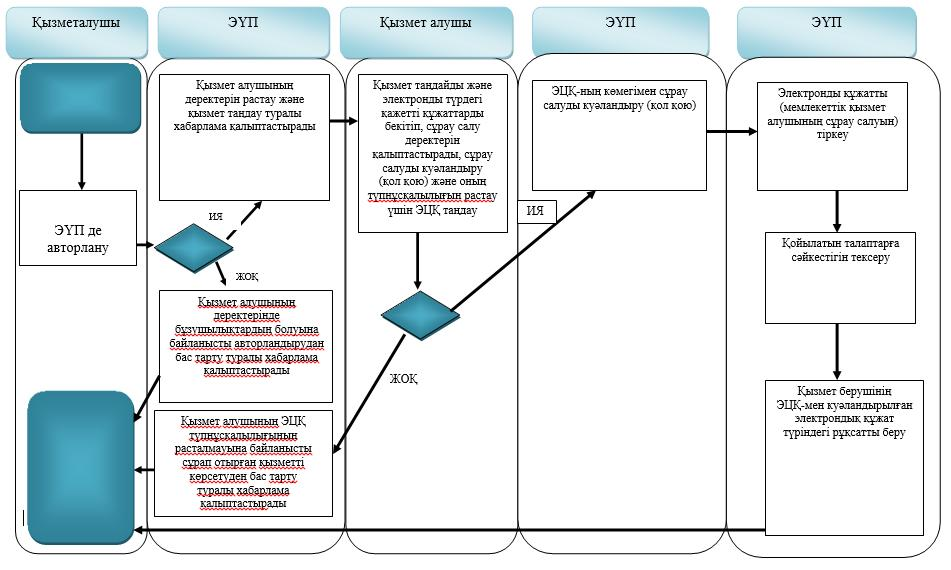 Қызметалушы
ЭҮП
Қызмет алушы
ЭҮП
ЭҮП
ЭҮП де
авторлану
Қызмет алушының
деректерін растау және
қызмет таңдау туралы
хабарлама қалыптастырады
ИЯ
ЖОҚ
Қызмет алушының
деректерінде
бұзушылықтардың болуына
байланысты авторландырудан
бас тарту туралы хабардлама
қалыптастырады
Қызмет алушының ЭЦҚ
түпнұсқалылығының
расталмауына байланысты
сұрап отырған қызметті
көрсетуден бас тарту
туралы хабарлама
қалыптастырады
Қызмет таңдайды және
электронды түрдегі
қажетті құжаттарды
бекітіп, сұрау салу
деректерін
қалыптастырады, сұрау
салуды куәландыру
(қол қою) және оның
түпнұсқалылығын растау
үшін ЭЦҚ таңдау
ИЯ
ЖОҚ
ЭЦҚ-ның көмегімен сұрау
салуды куәландыру (қол қою)
Электронды құжатты
(мемлекеттік қызмет
алушының сұрау салуын)
тіркеу
Қойылатын талаптарға
сәйкестігін тексеру
Қызмет берушінің
ЭЦҚ-мен куәландырылған
электрондық құжат
түріндегі рұқсатты беру